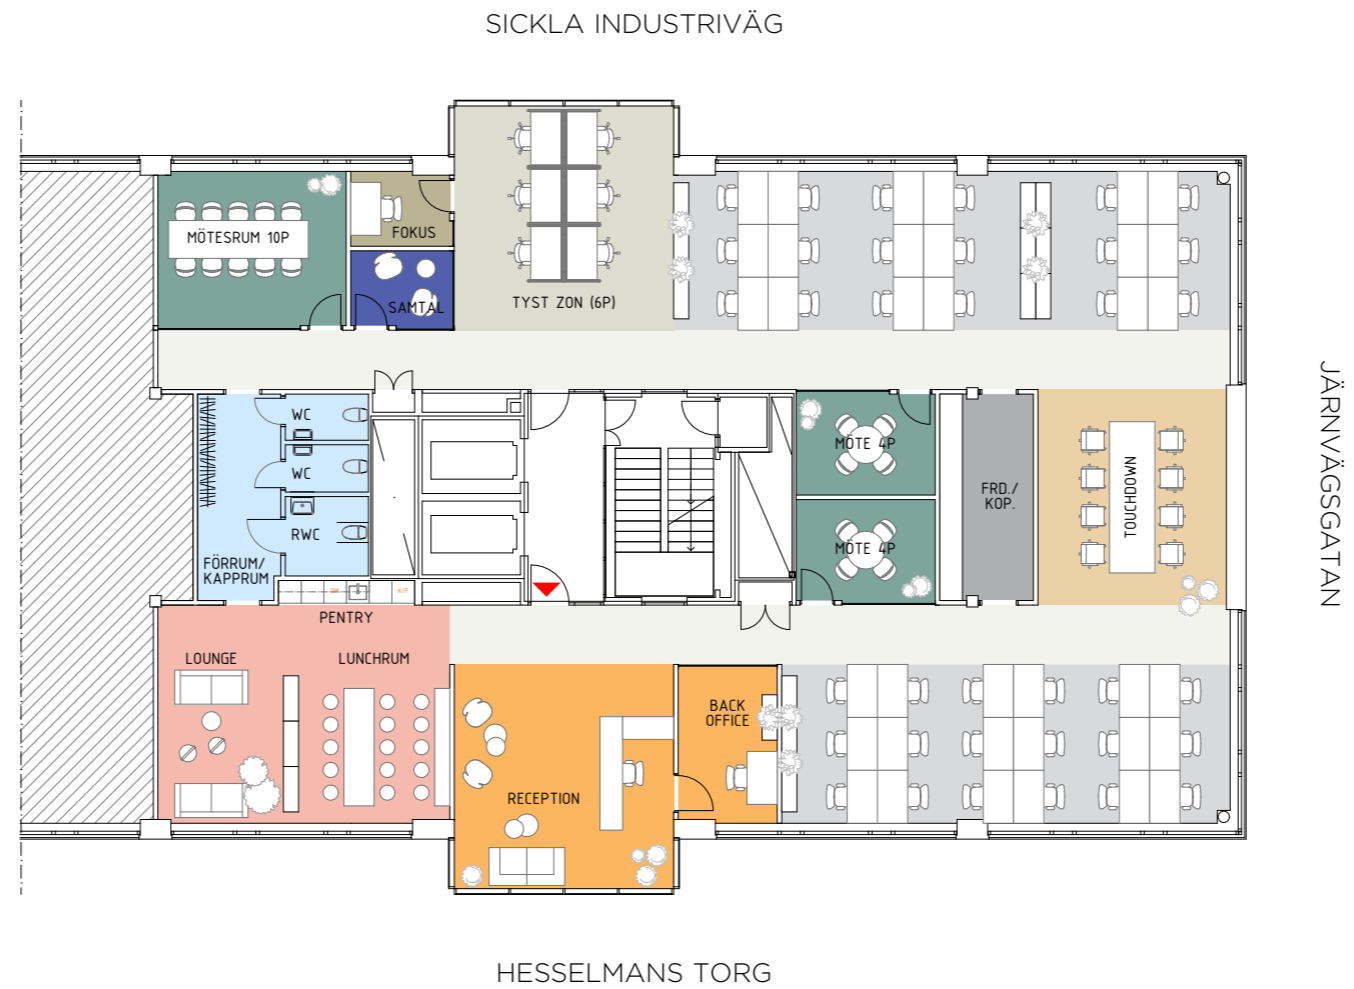 SICKLA INDUSTRIVÄG
MÖTESRUM 10P
FOKUS
SAMTAL
TYST ZON (6P)
JÄRNVÄGSGATAN
WC
WC
RWC
FÖRRUM/
KAPPRUM
MÖTE 4P
MÖTE 4P
FRD./
KOP.
TOUCHDOWN
DM
K/F
PENTRY
LOUNGE
LUNCHRUM
BACK
OFFICE
RECEPTION
HESSELMANS TORG